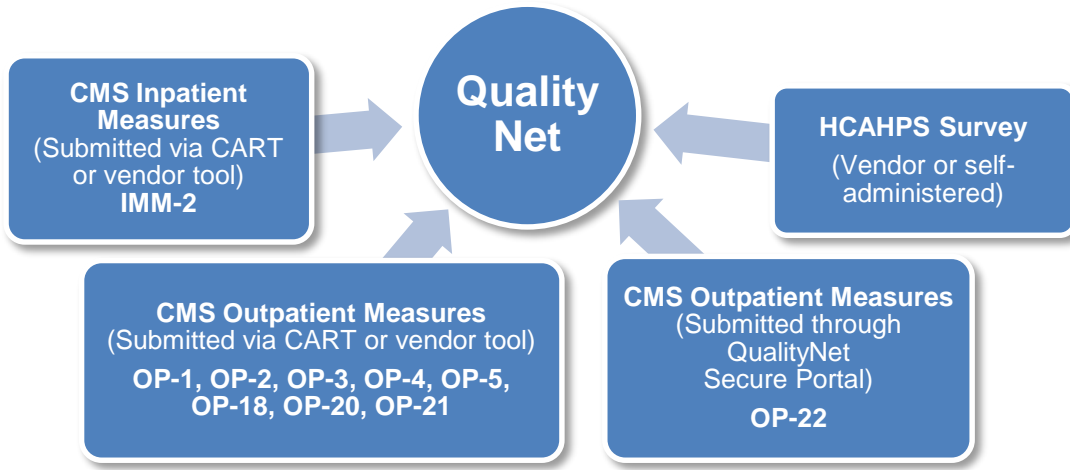 Quality
Net
CMS Inpatient
Measures
(Submitted via CART
or vendor tool)
IMM-2
HCAHPS Survey
(Vendor or self-
administered)
CMS Outpatient Measures
(Submitted via CART or vendor tool)
OP-1, OP-2, OP-3, OP-4, OP-5,
OP-18, OP-20, OP-21
CMS Outpatient Measures
(Submitted through
QualityNet
Secure Portal)
OP-22